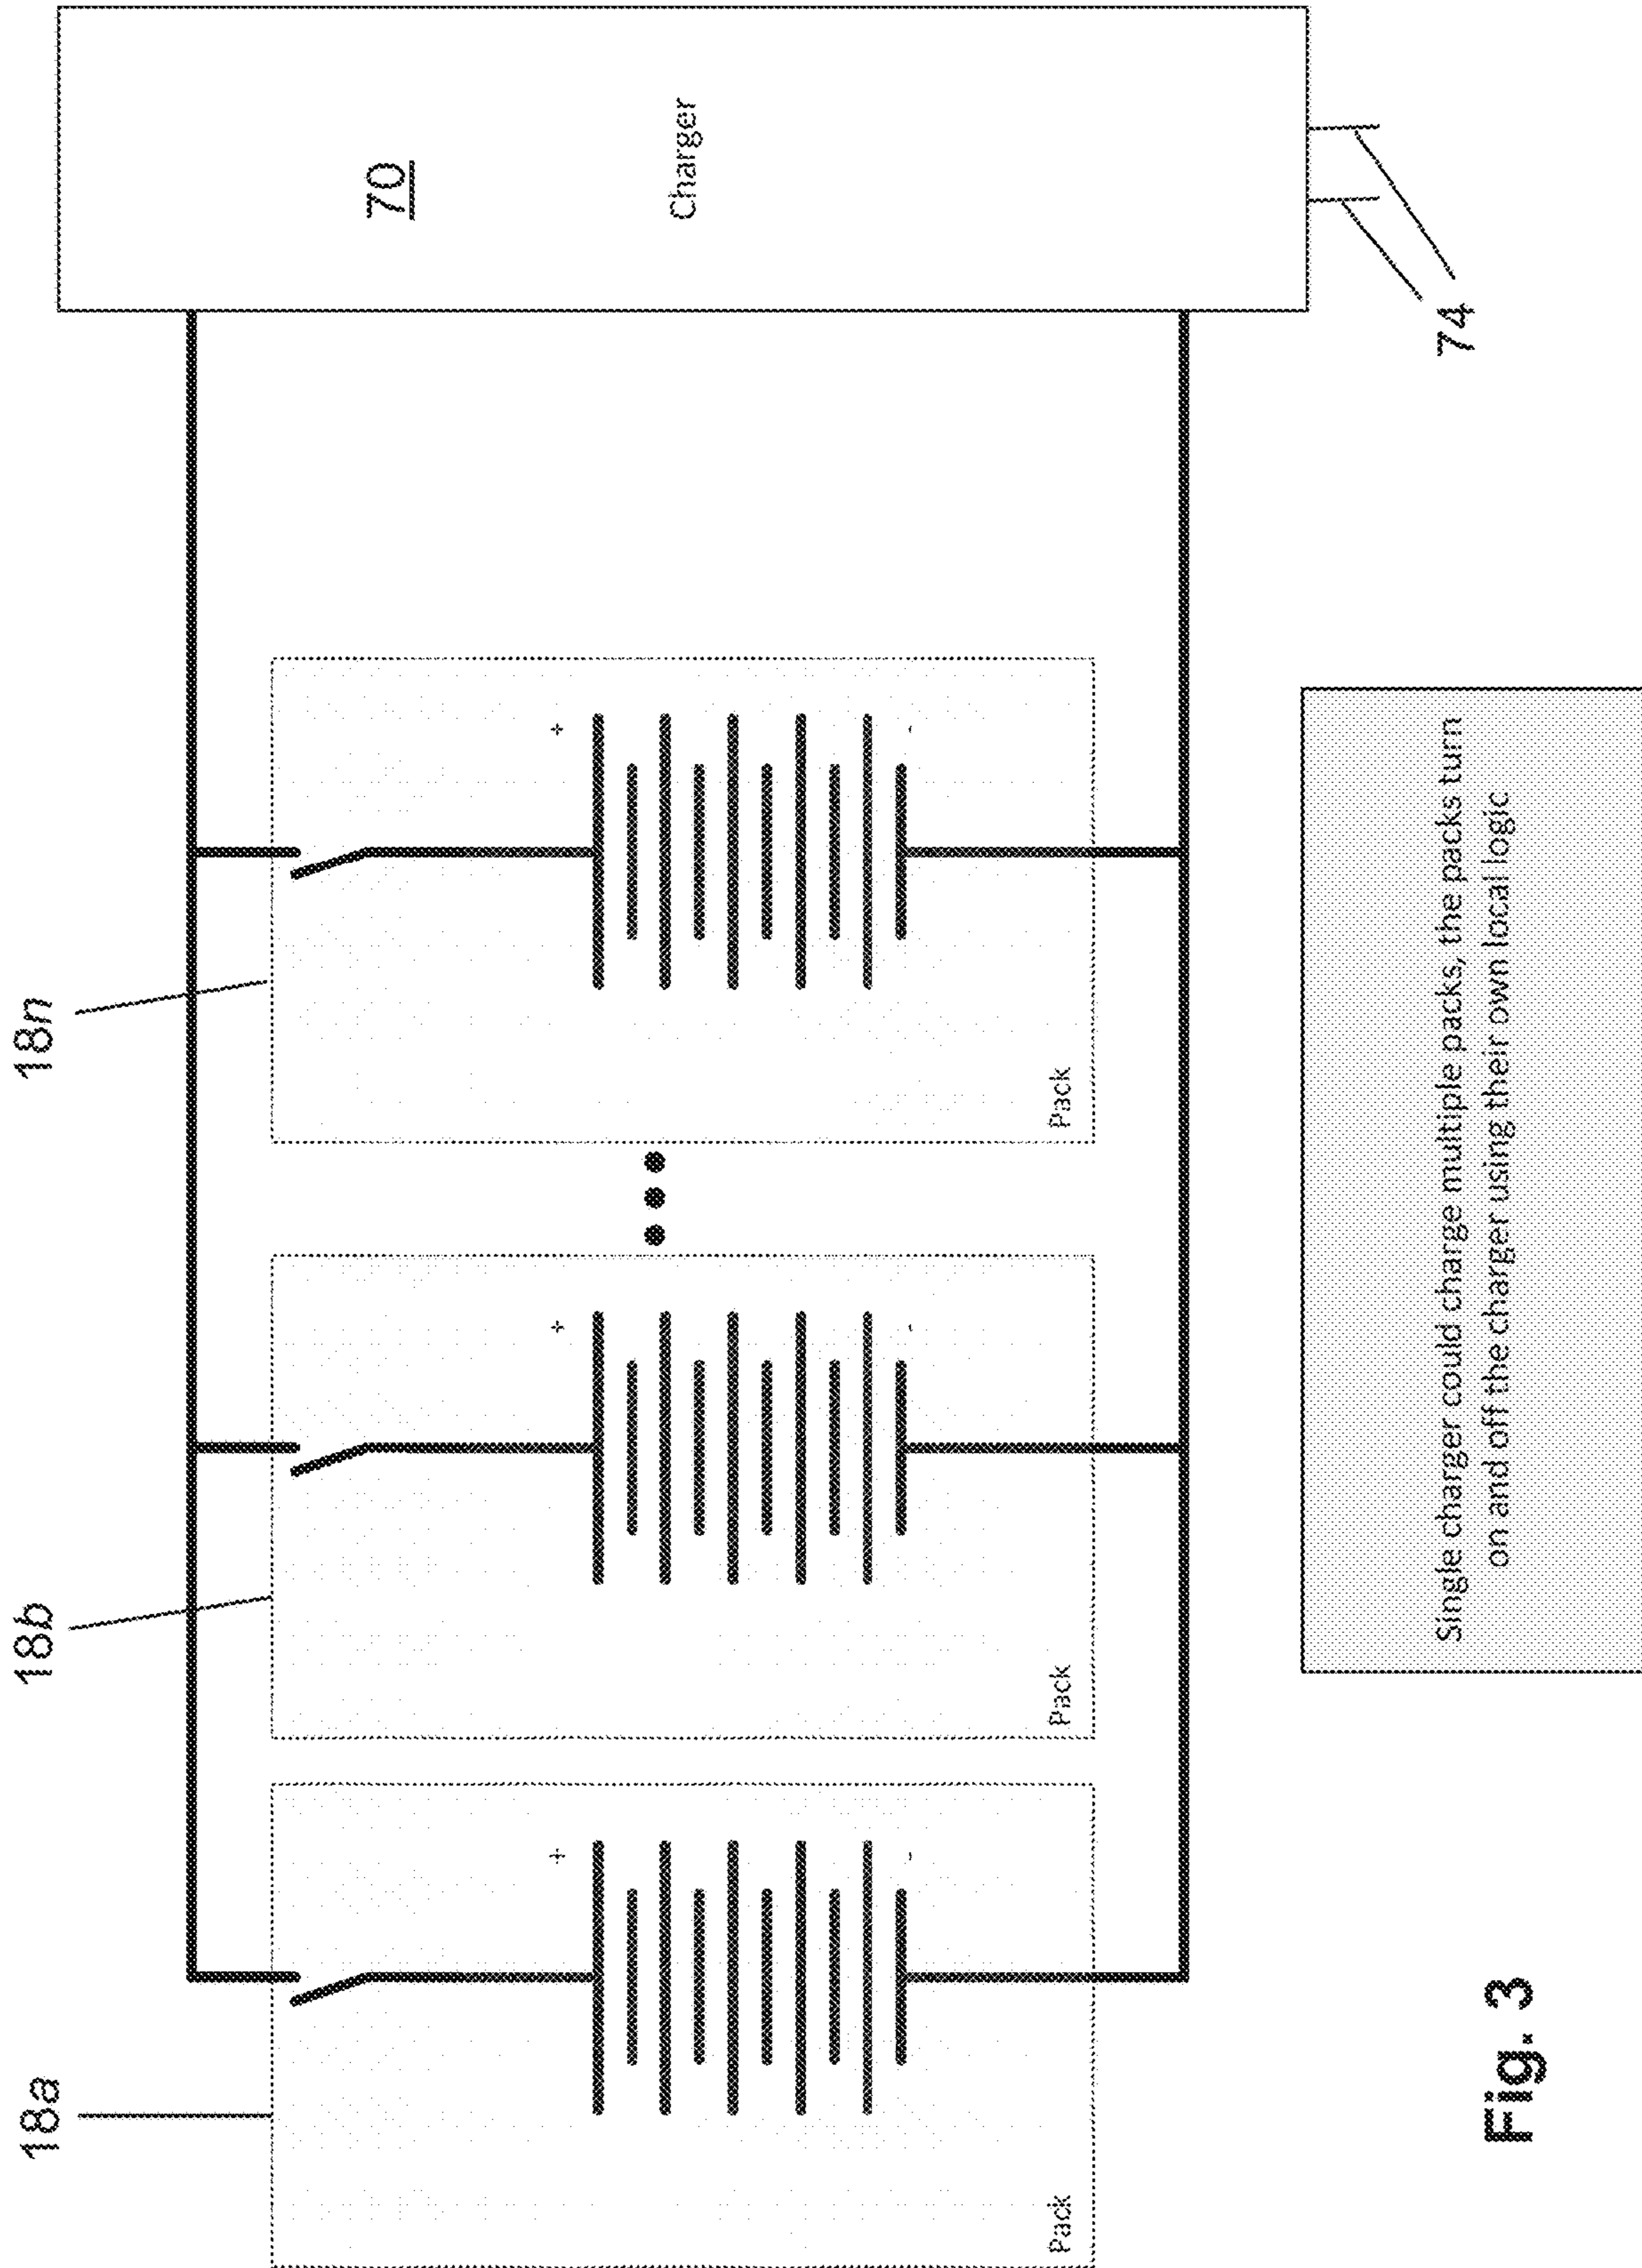 18a
18b
18n
70
Charger
+
+
+
-
-
-
Pack
Pack
Pack
74
Single charger could charge multiple packs, the packs turn
on and off the charger using their own local logic
Fig. 3